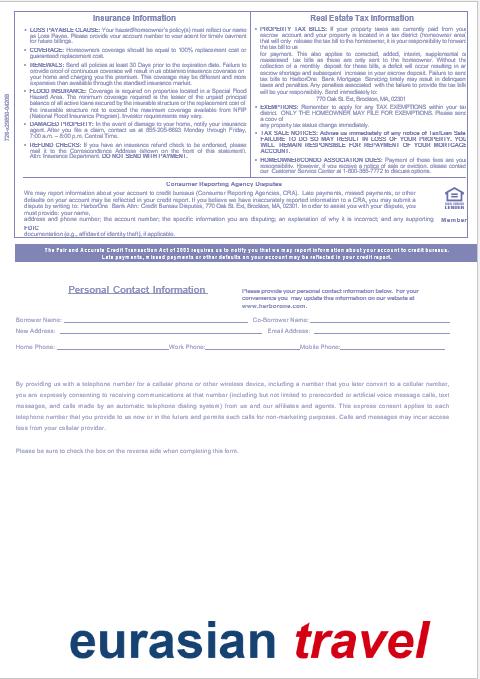 Insurance Information
• LOSS PAYABLE CLAUSE: Your hazard/homeowner's policy(s) must reflect our name
as Loss Payee. Please provide your account number to your agent to help with timely payment
for future billings.
• COVERAGE: Homeowners coverage should be equal to 100% replacement cost or
guaranteed replacement cost.
• RENEWALS: Send all policies at least 30 Days prior to the expiration date. Failure to
provide proof of continuous coverage will result in us obtaining insurance coverage on
your home and charging you the premium. This coverage may be different and more
expensive than available through the standard insurance market.
• FLOOD INSURANCE: Coverage is required on properties located in a Special Flood
Hazard Area. The minimum coverage required is the lesser of the unpaid principal
balance of all active loans secured by the insurable structure or the replacement cost of
the insurable structure not to exceed the maximum coverage available from NFIP
(National Flood Insurance Program). Investor requirements may vary.
• DAMAGED PROPERTY: In the event of damage to your home, notify your insurance
agent. After you file a claim, contact us at 855-205-6693; Monday through Friday,
7:00 a.m. – 8:00 p.m. Central Time.
• REFUND CHECKS: If you have an insurance refund check to be endorsed, please
mail it to the Correspondence Address (shown on the front of this statement),
Attn: Insurance Department. DO NOT SEND WITH PAYMENT.
Real Estate Tax Information
• PROPERTY TAX BILLS: If your property taxes are currently paid from your
escrow account and your property is located in a tax district (homeowner area)
that will only release the tax bill to the homeowner, it is your responsibility to forward
the tax bill to us
for payment. This also applies to corrected, added, interim, supplemental or
reassessed tax bills as these are only sent to the homeowner. Without the
collection of a monthly deposit for these bills, a deficit will occur resulting in an
escrow shortage and subsequent increase in your escrow deposit. Failure to send
tax bills to HarborOne Bank Mortgage Servicing timely may result in delinquent
taxes and penalties. Any penalties associated with the failure to provide the tax bills
will be your responsibility. Send immediately to:
770 Oak St. Ext, Brockton, MA, 02301
• EXEMPTIONS: Remember to apply for any tax EXEMPTIONS within your tax
district. ONLY THE HOMEOWNER MAY FILE FOR EXEMPTIONS. Please send
a copy of
any property tax status change immediately.
• TAX SALE NOTICES: Advise us immediately of any notice of Tax/Lien Sale
FAILURE TO DO SO MAY RESULT IN LOSS OF YOUR PROPERTY. YOU
WILL REMAIN RESPONSIBLE FOR REPAYMENT OF YOUR MORTGAGE
ACCOUNT.
• HOMEOWNER/CONDO ASSOCIATION DUES: Payment of these fees are your
responsibility. However, if you receive a notice of sale or eviction, please contact
our Customer Service at 1-800-385-7772 to discuss options.
Consumer Reporting Agency Disputes
We may report information about your account to credit bureaus (Consumer Reporting Agencies, CRA). Late payments, missed payments, or other
defaults on your account may be reflected in your credit report. If you believe we have inaccurately reported information to a CRA, you may submit a
dispute by writing to: HarborOne Bank Attn: Credit Bureau Disputes, 770 Oak St. Ext, Brockton, MA, 02301. In order to assist you with your dispute, you
must provide: your name,
address and phone number; the account number; the specific information you are disputing; an explanation of why it is incorrect; and any supporting
FDIC
documentation (e.g., affidavit of identity theft), if applicable.
LENDER
Member
The Fair and Accurate Credit Transaction Act of 2003 requires us to notify you that we may report information about your account to credit bureaus.
Late payments, missed payments or other defaults on your account may be reflected in your credit report.
Personal Contact Information
Please provide your personal contact information below. For your
convenience you may update this information on our website at
www.harborone.com.
Borrower Name: Co-Borrower Name:
New Address: Email Address:
Home Phone: Work Phone: Mobile Phone:
By providing us with a telephone number for a cellular phone or other wireless device, including a number that you later convert to a cellular number,
you are expressly consenting to receiving communications at that number (including but not limited to prerecorded or artificial voice message calls, text
messages, and calls made by an automatic telephone dialing system) from us and our affiliates and agents. This express consent applies to each
telephone number that you provide to us now or in the future and permits each calls for non-marketing purposes. Calls and messages may incur access
fees from your cellular provider.
Please be sure to check the box on the reverse side when completing this form.
eurasian travel